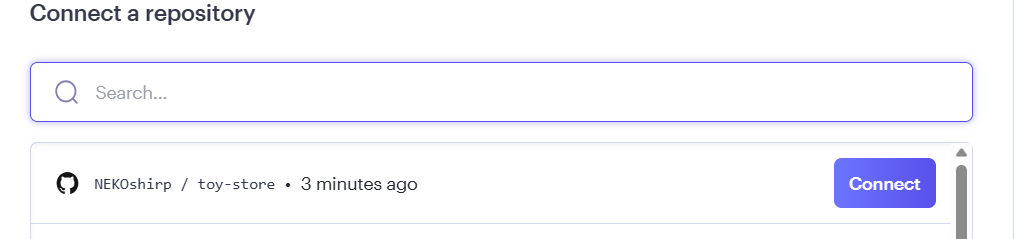 Connect a repository
Search...
NEKOshirp / toy-store • 3 minutes ago
Connect